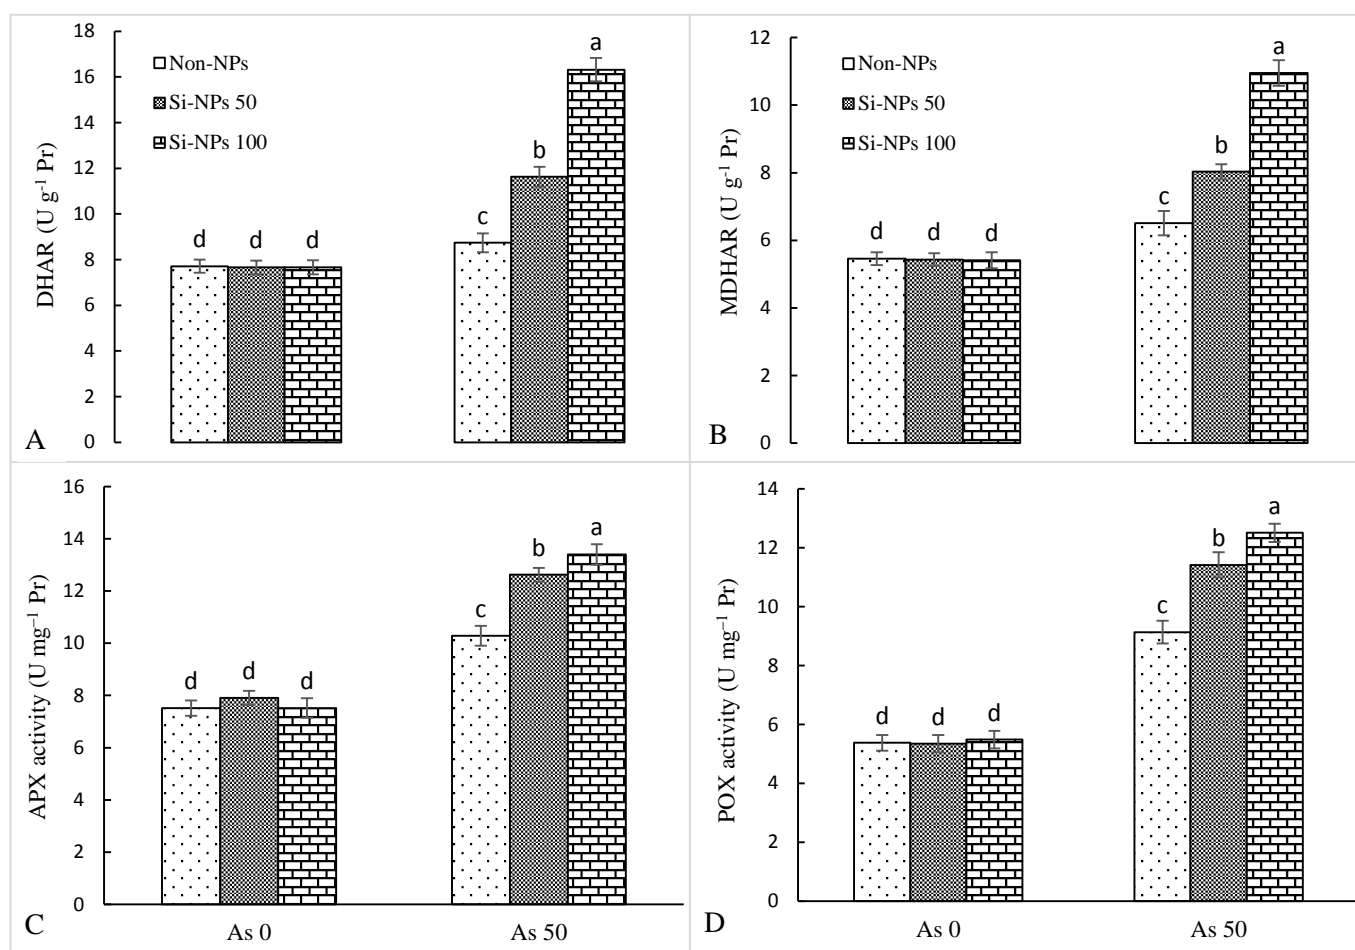 18
16
14
12
10
8
6
4
2
0
DHAR (U g⁻¹ Pr)
Non-NPs
Si-NPs 50
Si-NPs 100
d
d
d
c
b
a
A
12
10
8
6
4
2
0
MDHAR (U g⁻¹ Pr)
Non-NPs
Si-NPs 50
Si-NPs 100
d
d
d
c
b
a
B
16
14
12
10
8
6
4
2
0
APX activity (U mg⁻¹ Pr)
d
d
d
c
b
a
C
As 0
As 50
14
12
10
8
6
4
2
0
POX activity (U mg⁻¹ Pr)
d
d
d
c
b
a
D
As 0
As 50